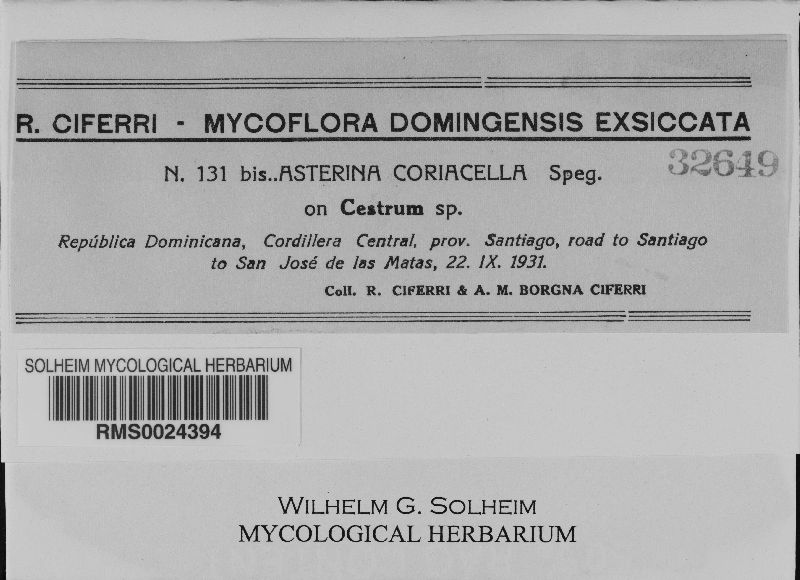 R. CIFERRI - MYCOFLORA DOMINGENSIS EXSICCATA
32649
N. 131 bis..ASTERINA CORIACELLA Speg.
on Cestrum sp.
República Dominicana, Cordillera Central, prov. Santiago, road to Santiago
to San José de las Matas, 22. IX. 1931.
Coll. R. CIFERRI & A. M. BORGNA CIFERRI
SOLHEIM MYCOLOGICAL HERBARIUM
RMS0024394
WILHELM G. SOLHEIM
MYCOLOGICAL HERBARIUM